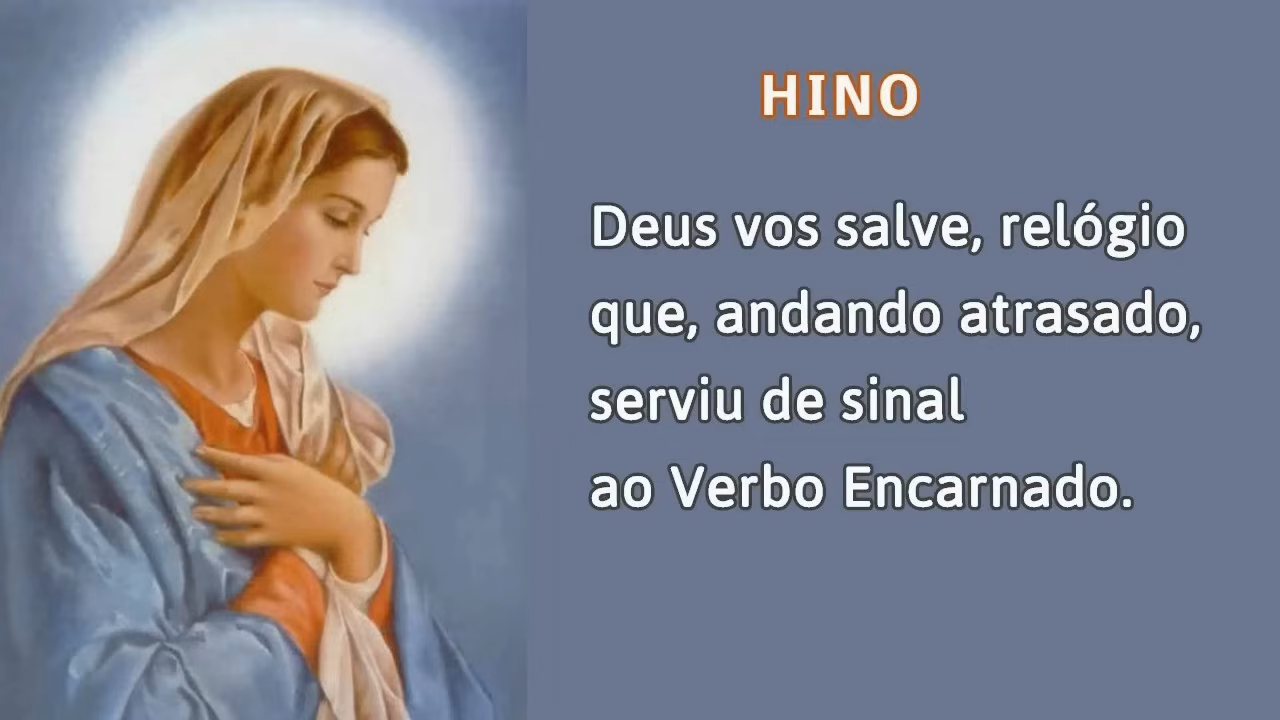 HINO
Deus vos salve, relógio
que, andando atrasado,
serviu de sinal
ao Verbo Encarnado.